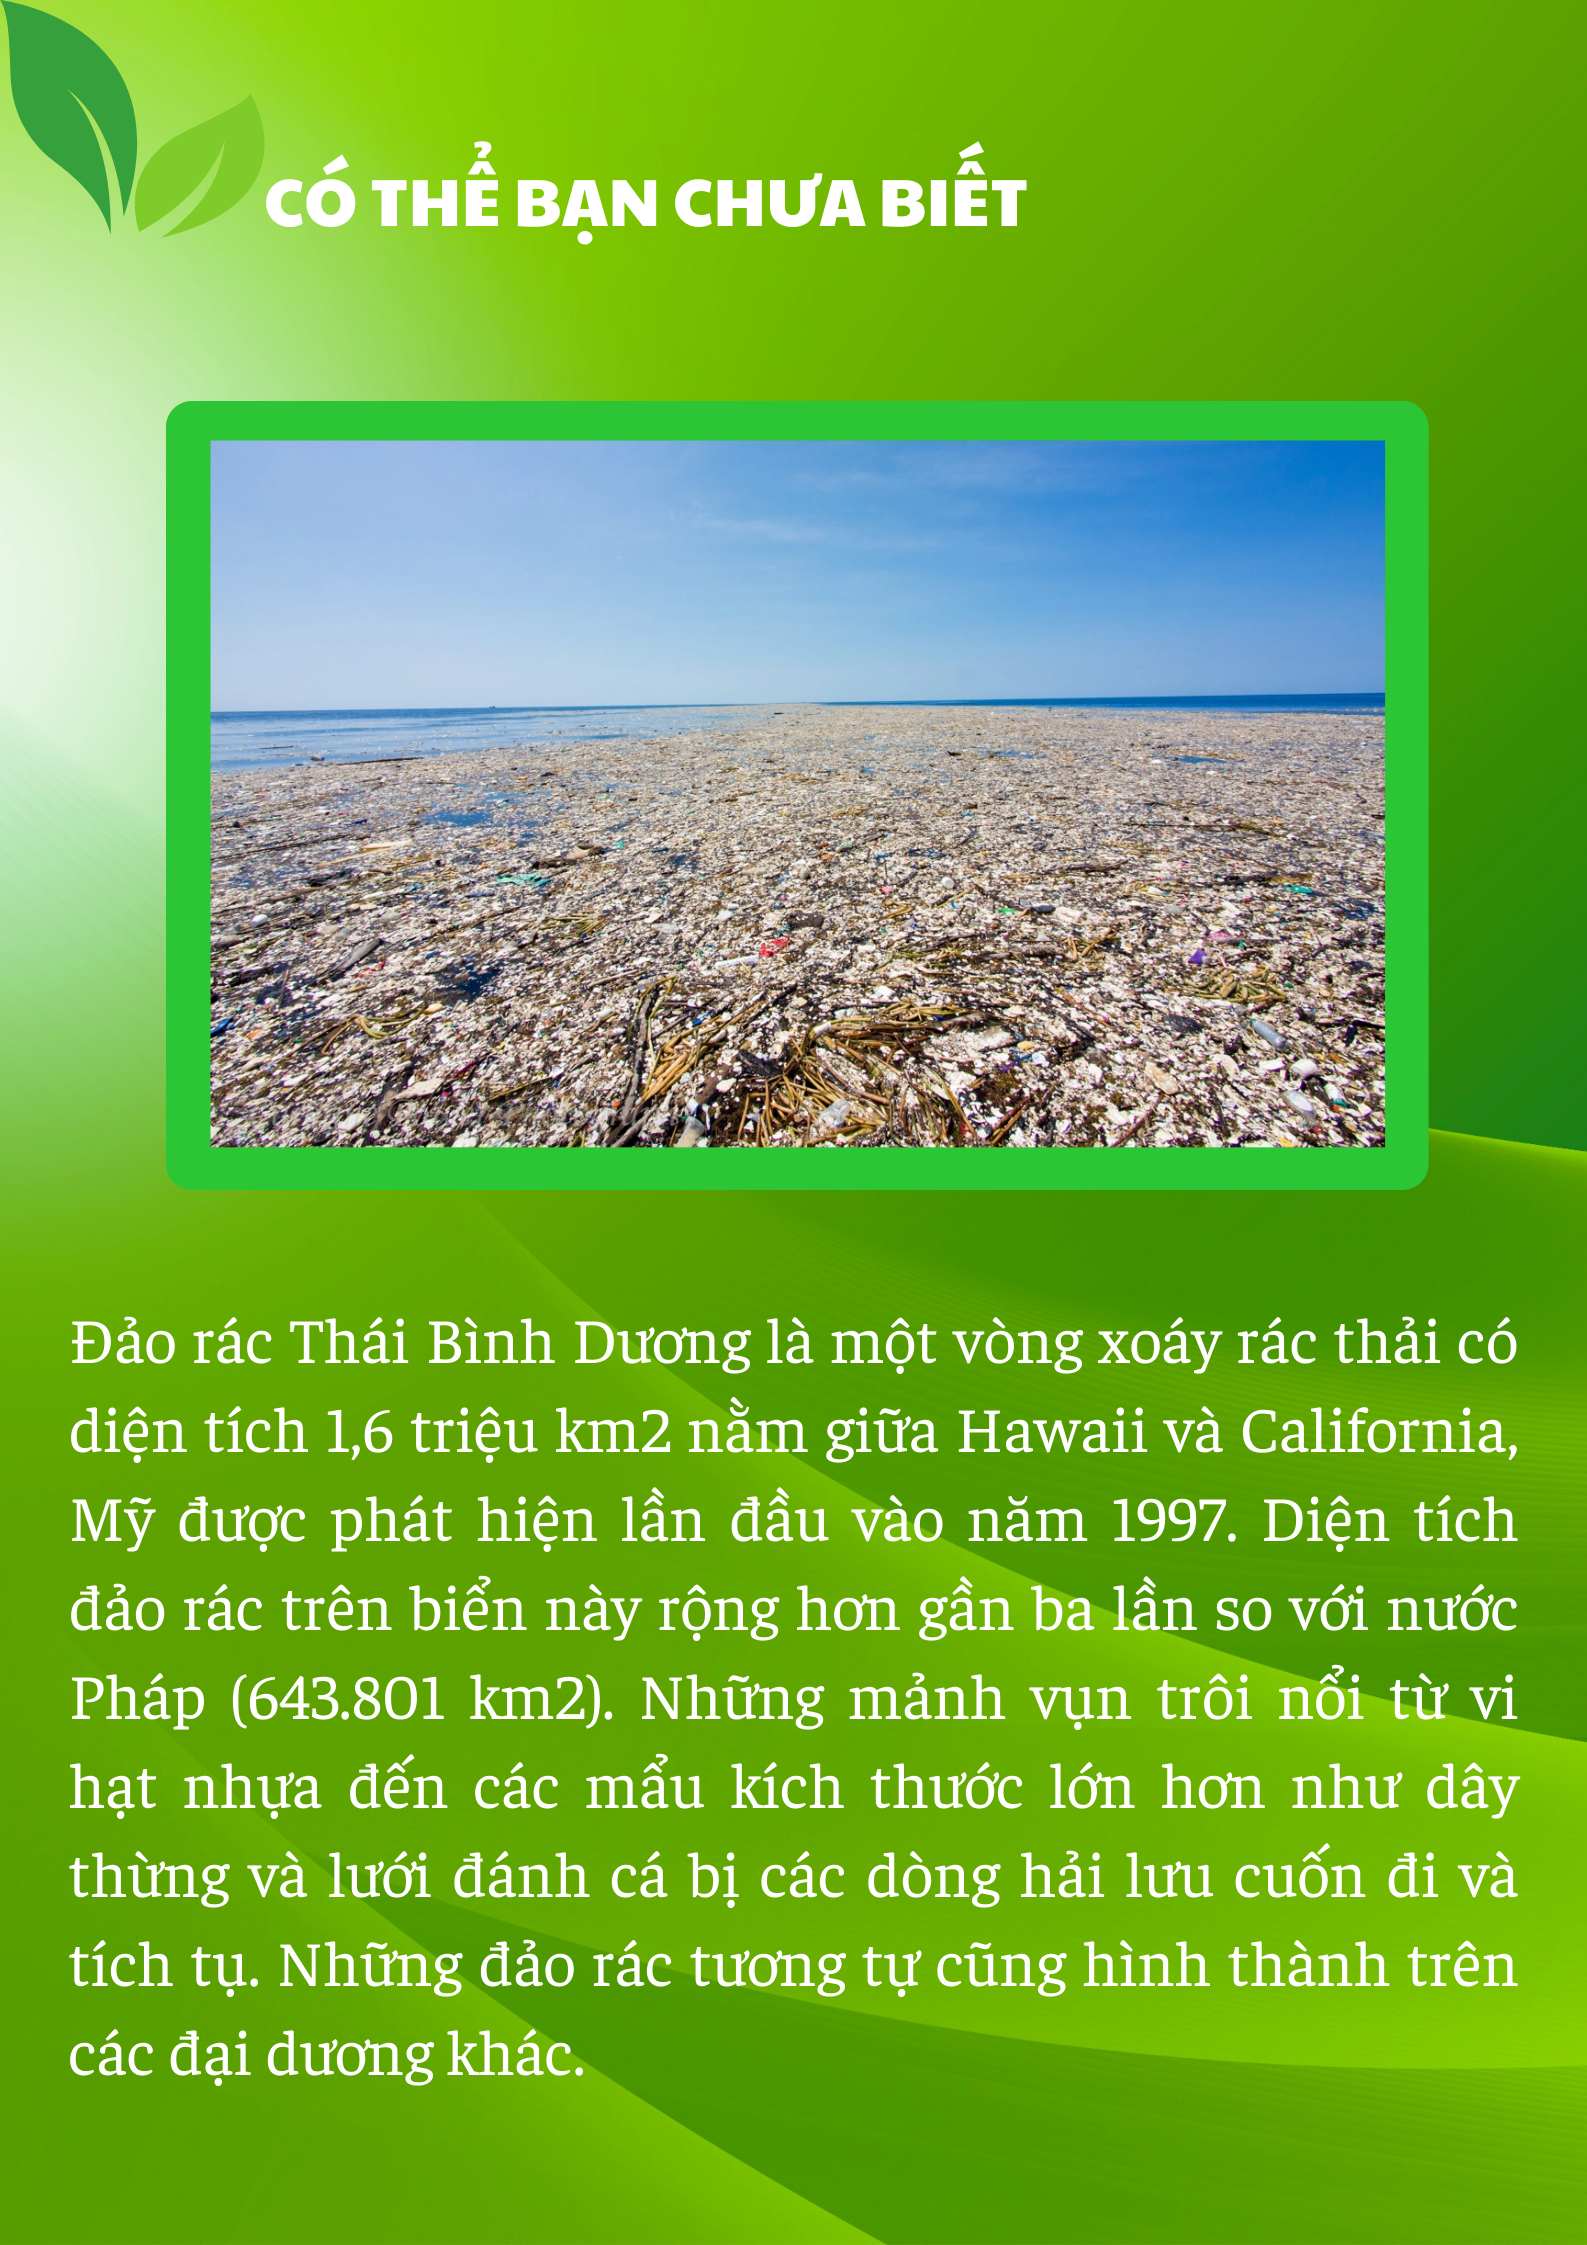 CÓ THỂ BẠN CHƯA BIẾT
Đảo rác Thái Bình Dương là một vòng xoáy rác thải có
diện tích 1,6 triệu km2 nằm giữa Hawaii và California,
Mỹ được phát hiện lần đầu vào năm 1997. Diện tích
đảo rác trên biển này rộng hơn gần ba lần so với nước
Pháp (643.801 km2). Những mảnh vụn trôi nổi từ vi
hạt nhựa đến các mẩu kích thước lớn hơn như dây
thừng và lưới đánh cá bị các dòng hải lưu cuốn đi và
tích tụ. Những đảo rác tương tự cũng hình thành trên
các đại dương khác.